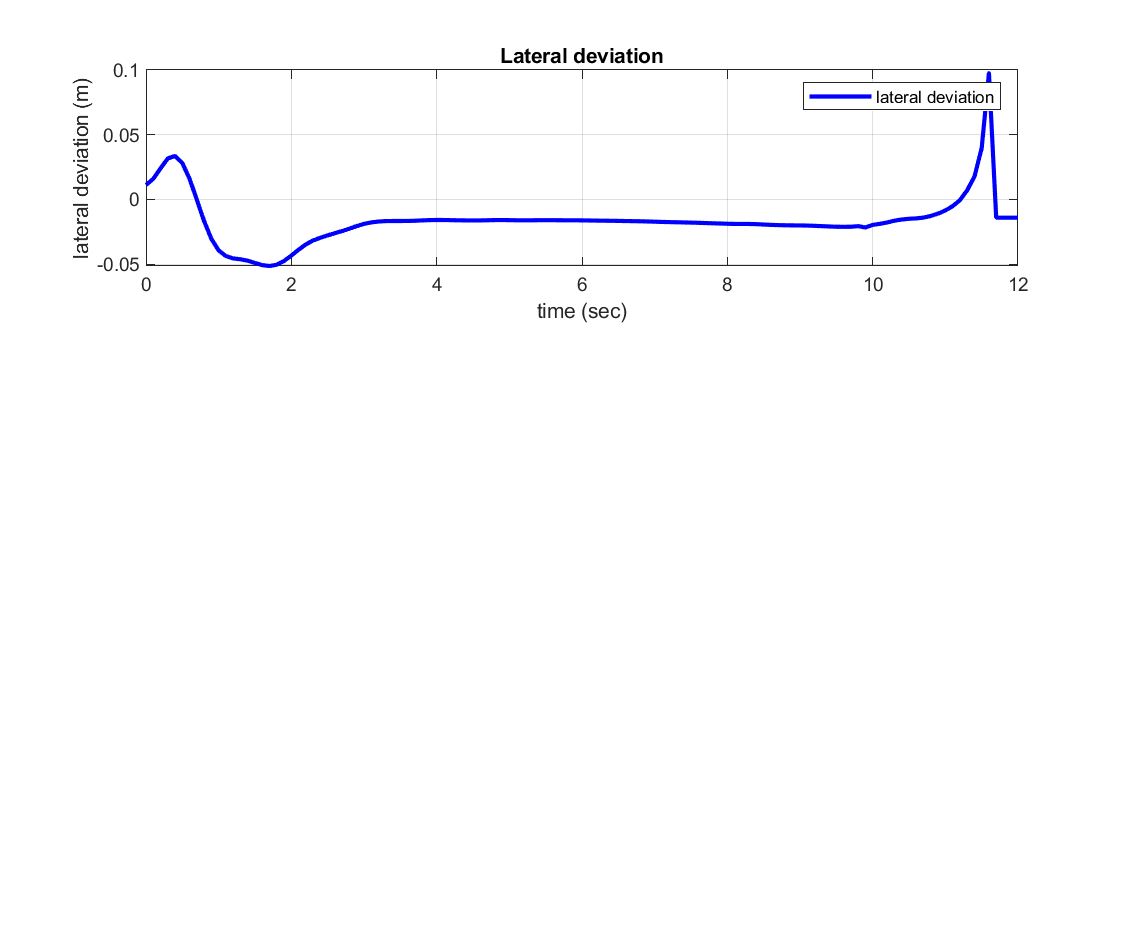 Lateral deviation
lateral deviation (m)
0.1
0.05
0
-0.05
lateral deviation
0 2 4 6 8 10 12
time (sec)